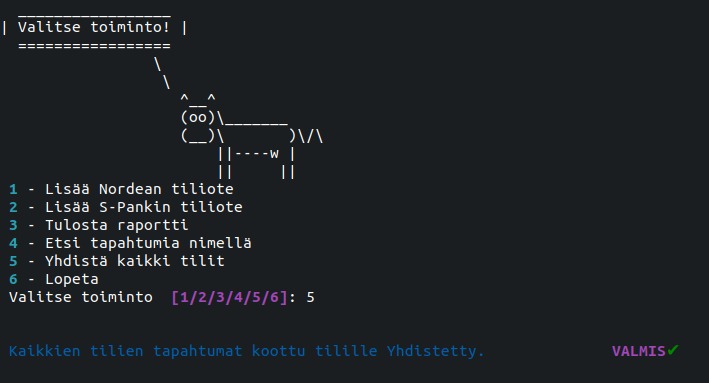 | Valitse toiminto! |
=================
\
\
^__^
(oo)\_______
(__)\       )\/\
||----w |
||     ||
1 - Lisää Nordean tiliote
2 - Lisää S-Pankin tiliote
3 - Tulosta raportti
4 - Etsi tapahtumia nimellä
5 - Yhdistä kaikki tilit
6 - Lopeta
Valitse toiminto  [1/2/3/4/5/6]: 5
Kaikkien tilien tapahtumat koottu tilille Yhdistetty. VALMIS✔